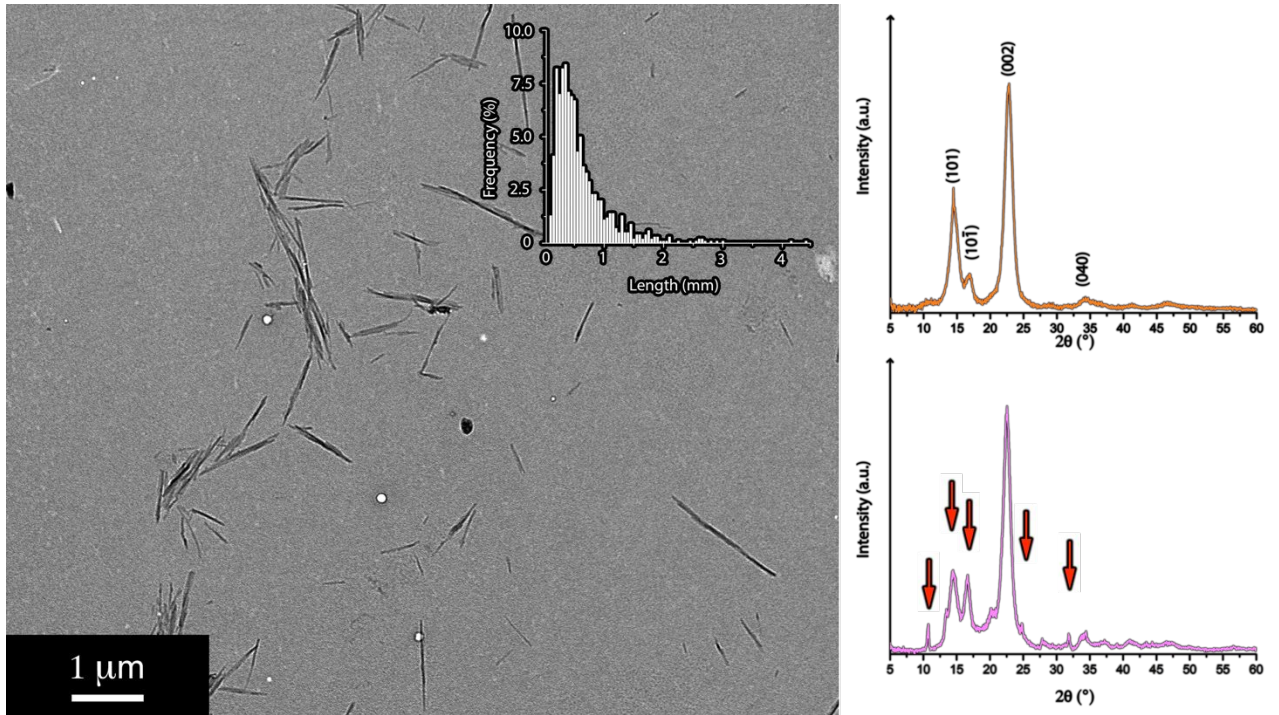 10.0
7.5
5.0
2.5
0
Frequency (%)
0 1 2 3 4
Length (mm)
1 μm
Intensity (a.u.)
(101)
(101̄)
(002)
(040)
5 10 15 20 25 30 35 40 45 50 55 60
2θ (°)
Intensity (a.u.)
5 10 15 20 25 30 35 40 45 50 55 60
2θ (°)